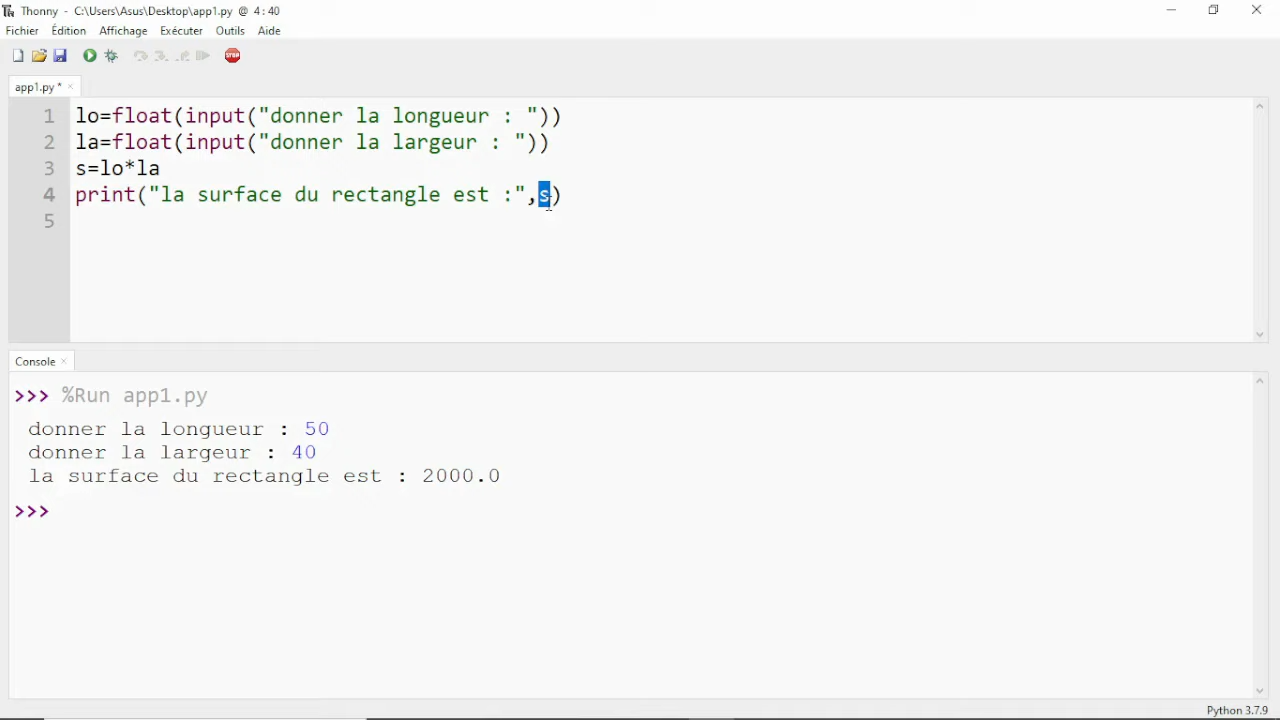 Thonny - C:\Users\Asus\Desktop\app1.py @ 4:40
Fichier Édition Affichage Exécuter Outils Aide
STOP
app1.py * ×
1 lo=float(input("donner la longueur : "))
2 la=float(input("donner la largeur : "))
3 s=lo*la
4 print("la surface du rectangle est :",s)
5
Console ×
>>> %Run app1.py
donner la longueur : 50
donner la largeur : 40
la surface du rectangle est : 2000.0
>>>
Python 3.7.9